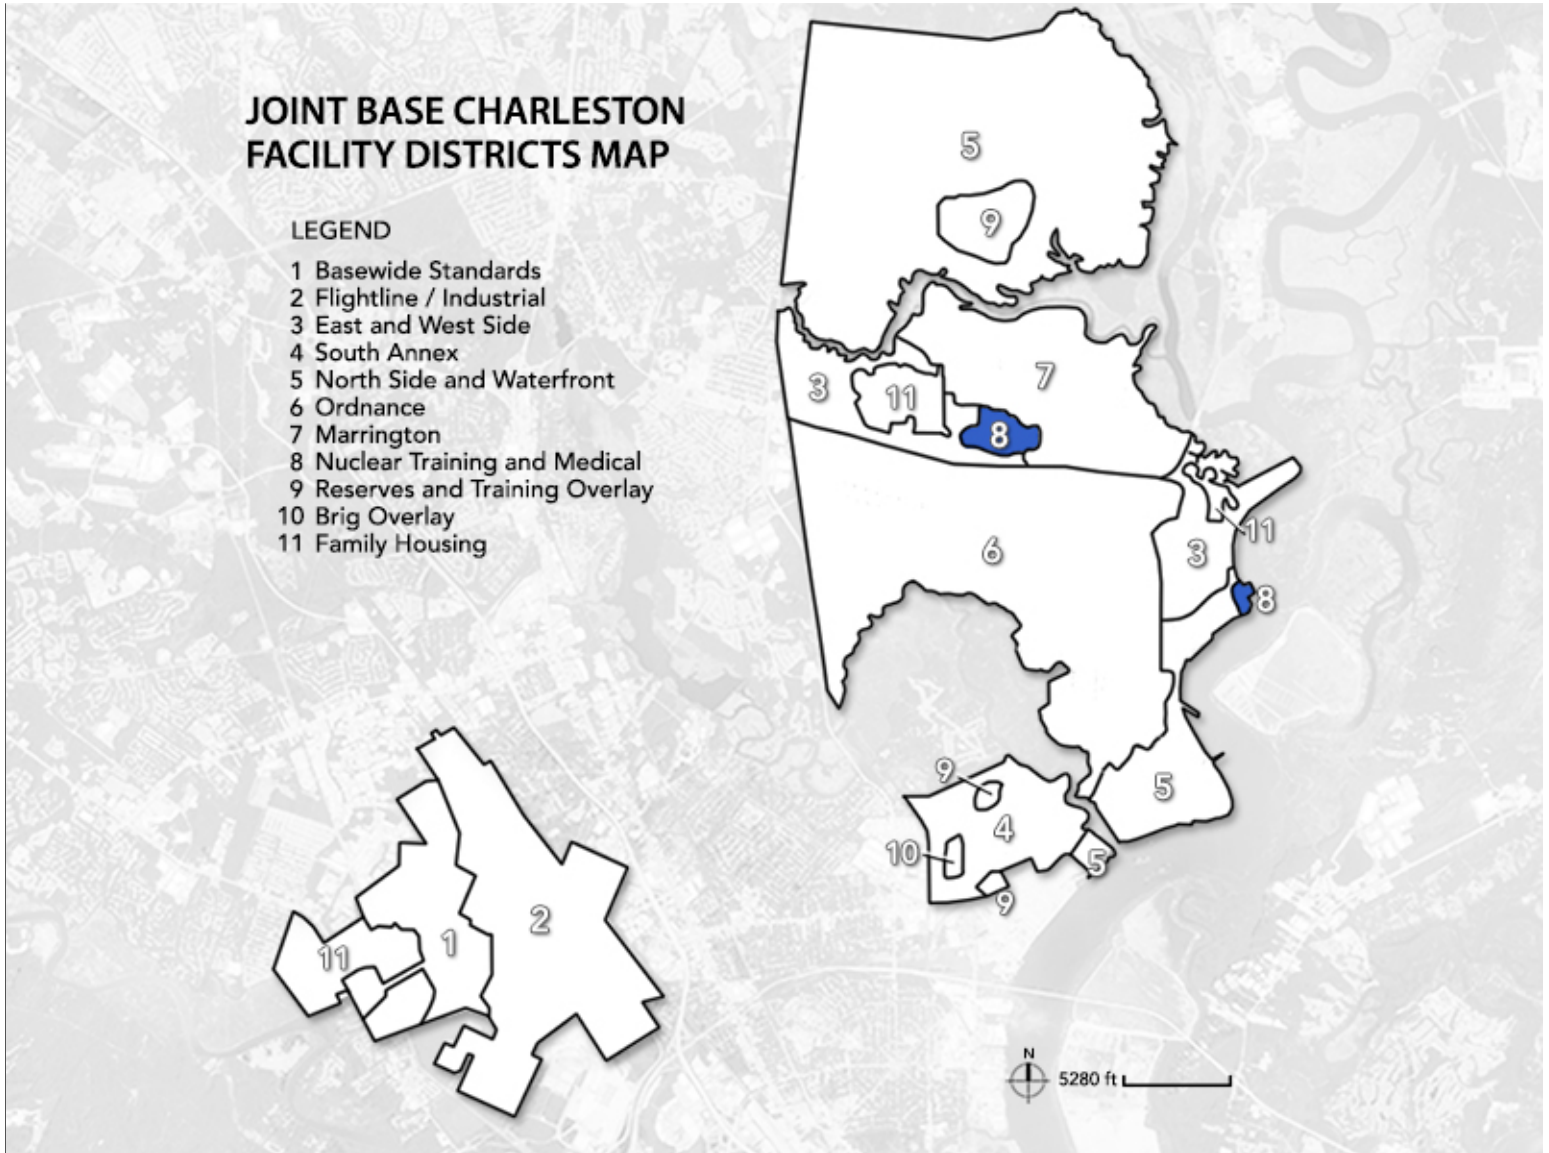 JOINT BASE CHARLESTON
FACILITY DISTRICTS MAP
LEGEND
1 Basewide Standards
2 Flightline / Industrial
3 East and West Side
4 South Annex
5 North Side and Waterfront
6 Ordnance
7 Marrington
8 Nuclear Training and Medical
9 Reserves and Training Overlay
10 Brig Overlay
11 Family Housing
5
9
7
3
11
8
11
6
3
8
9
5
4
10
5
9
2
1
11
N
5280 ft